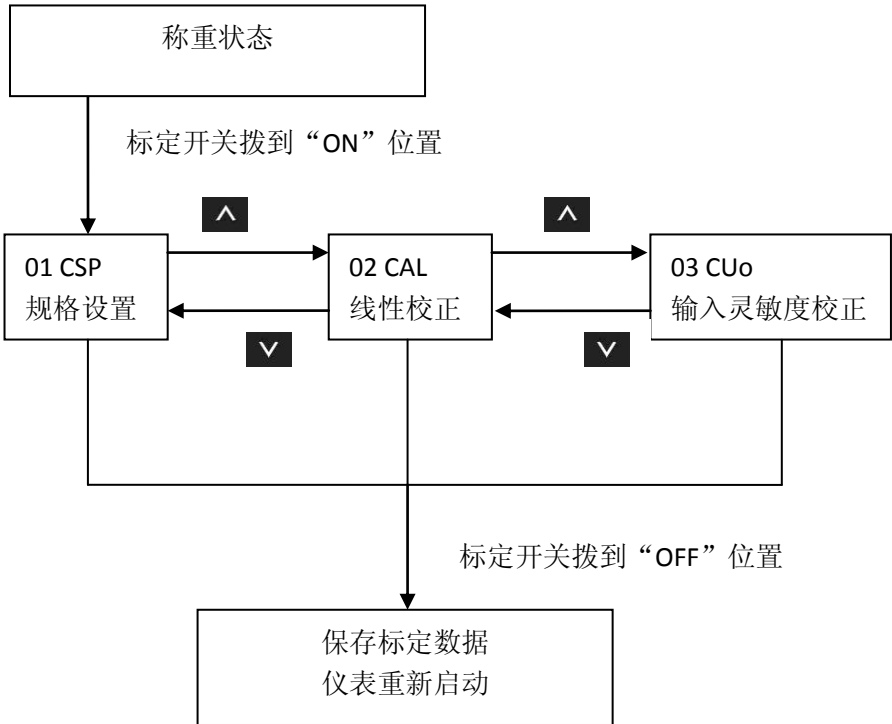 称重状态
标定开关拨到“ON”位置
01 CSP
规格设置
02 CAL
线性校正
03 CUo
输入灵敏度校正
标定开关拨到“OFF”位置
保存标定数据
仪表重新启动